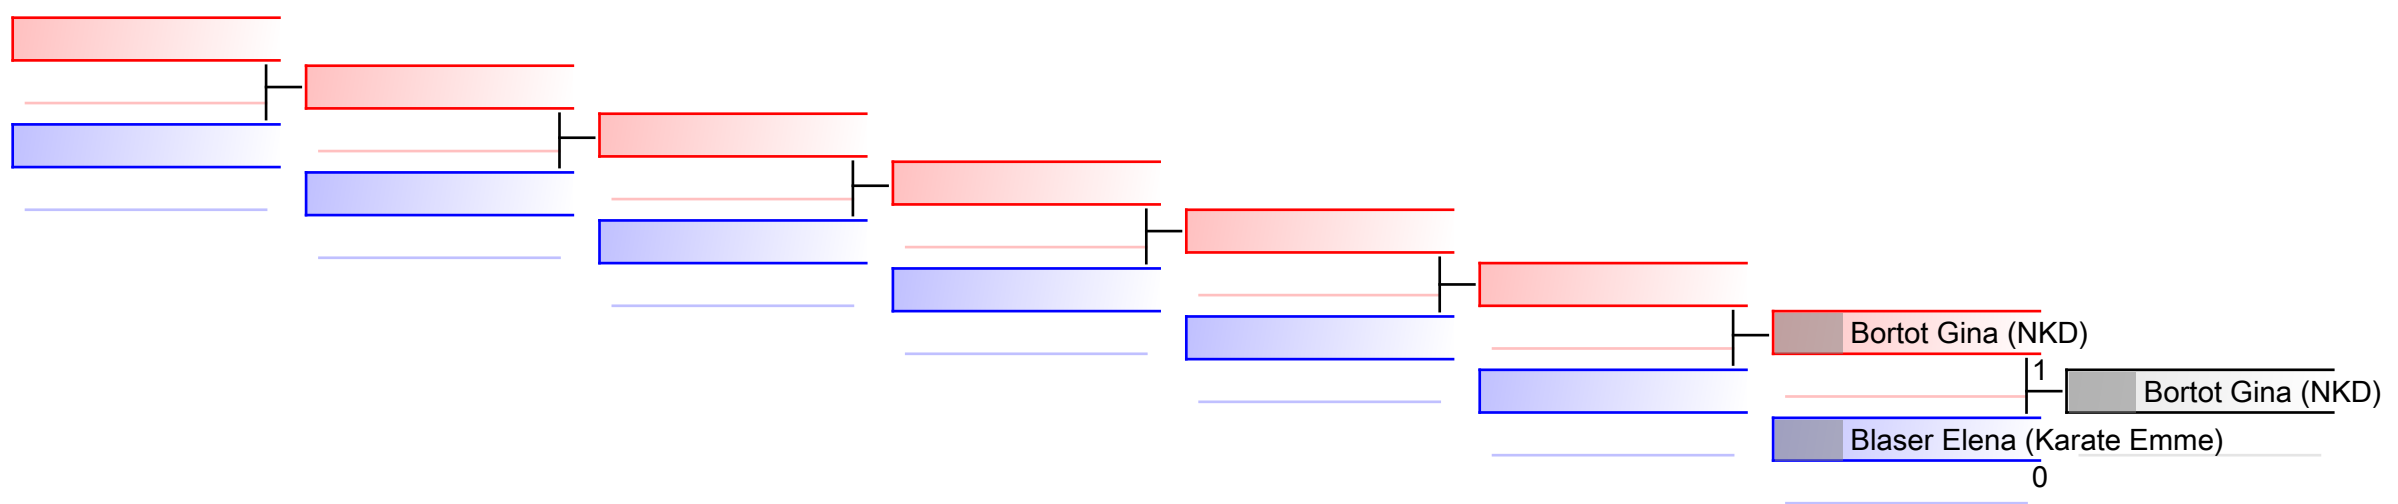 Bortot Gina (NKD)
1
Bortot Gina (NKD)
Blaser Elena (Karate Emme)
0